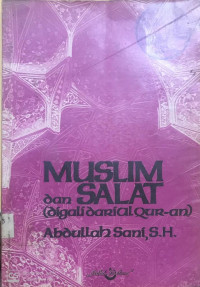 MUSLIM
dan SALAT
(digali dari Al Qur-an)
Abdullah Sani, S.H.